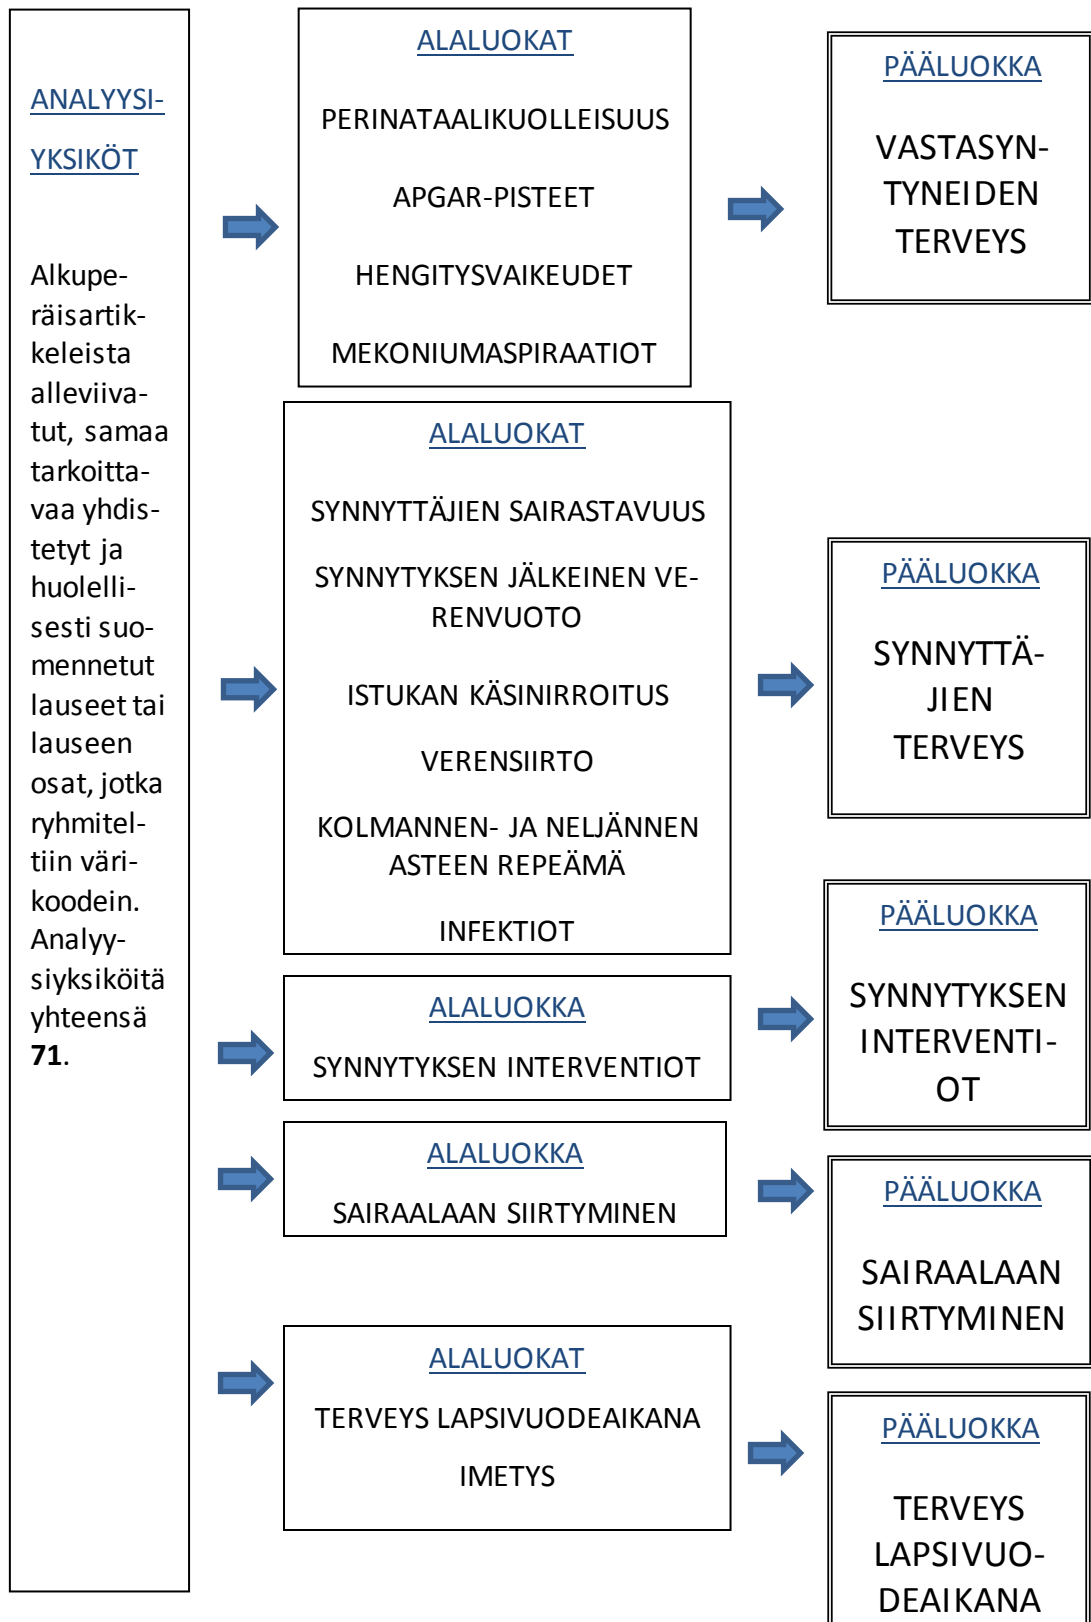 ANALYYSI-
YKSIKÖT
Alkupe-
räisartik-
keleista
alleviiva-
tut, samaa
tarkoitta-
vaa yhdis-
tetyt ja
huolelli-
sesti suo-
mennetut
lauseet tai
lauseen
osat, jotka
ryhmitel-
tiin väri-
koodein.
Analyy-
siyksiköitä
yhteensä
71.
ALALUOKAT
PERINATAALIKUOLLEISUUS
APGAR-PISTEET
HENGITYSVAIKEUDET
MEKONIUMASPIRAATIOT
PÄÄLUOKKA
VASTASYN-
TYNEIDEN
TERVEYS
ALALUOKAT
SYNNYTTÄJIEN SAIRASTAVUUS
SYNNYTYKSEN JÄLKEINEN VE-
RENVUOTO
ISTUKAN KÄSINIRROITUS
VERENSIIRTO
KOLMANNEN- JA NELJÄNNEN
ASTEEN REPEÄMÄ
INFEKTIOT
PÄÄLUOKKA
SYNNYTTÄ-
JIEN
TERVEYS
ALALUOKKA
SYNNYTYKSEN INTERVENTIOT
PÄÄLUOKKA
SYNNYTYKSEN
INTERVENTI-
OT
ALALUOKKA
SAIRAALAAN SIIRTYMINEN
PÄÄLUOKKA
SAIRAALAAN
SIIRTYMINEN
ALALUOKAT
TERVEYS LAPSIVUODEAIKANA
IMETYS
PÄÄLUOKKA
TERVEYS
LAPSIVUO-
DEAIKANA